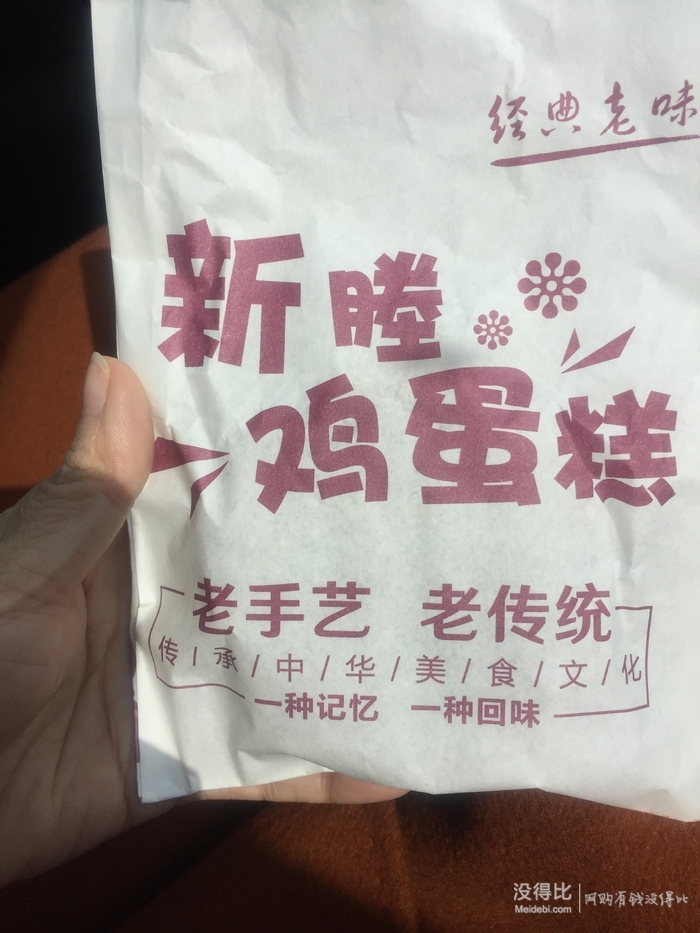 经典老味
新塍
鸡蛋糕
老手艺 老传统
传/承/中/华/美/食/文/化
一种记忆 一种回味
没得比
Meidebi.com
网购有钱没得比